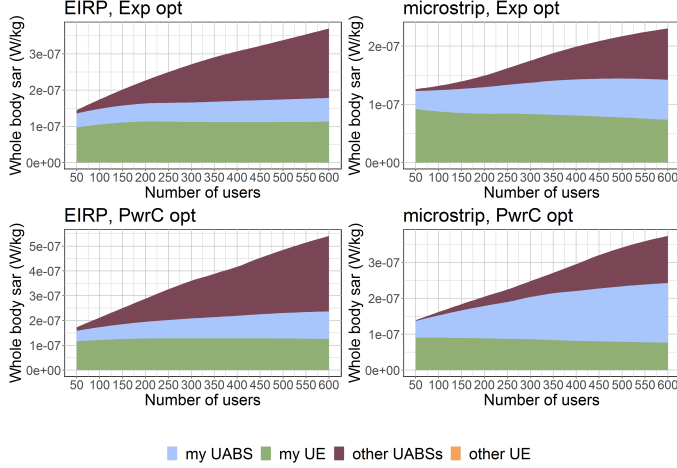 EIRP, Exp opt
Whole body sar (W/kg)
3e-07
2e-07
1e-07
0e+00
50 100 150 200 250 300 350 400 450 500 550 600
Number of users
microstrip, Exp opt
Whole body sar (W/kg)
2e-07
1e-07
0e+00
50 100 150 200 250 300 350 400 450 500 550 600
Number of users
EIRP, PwrC opt
Whole body sar (W/kg)
5e-07
4e-07
3e-07
2e-07
1e-07
0e+00
50 100 150 200 250 300 350 400 450 500 550 600
Number of users
microstrip, PwrC opt
Whole body sar (W/kg)
3e-07
2e-07
1e-07
0e+00
50 100 150 200 250 300 350 400 450 500 550 600
Number of users
my UABS my UE other UABSs other UE